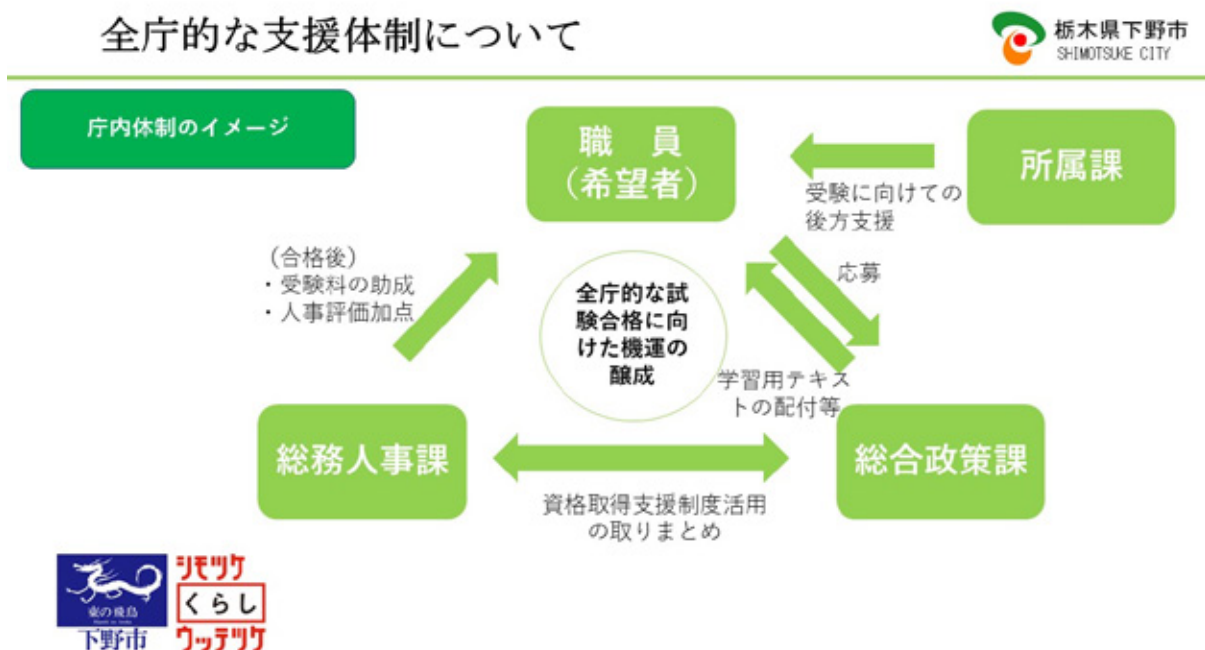 全庁的な支援体制について
栃木県下野市
SHIMOTSUKE CITY
庁内体制のイメージ
職　員
（希望者）
所属課
受験に向けての
後方支援
（合格後）
・受験料の助成
・人事評価加点
応募
全庁的な試
験合格に向
けた機運の
醸成
学習用テキス
トの配付等
総務人事課
総合政策課
資格取得支援制度活用
の取りまとめ
東の飛鳥
下野市
シモツケ
くらし
ウッテツケ